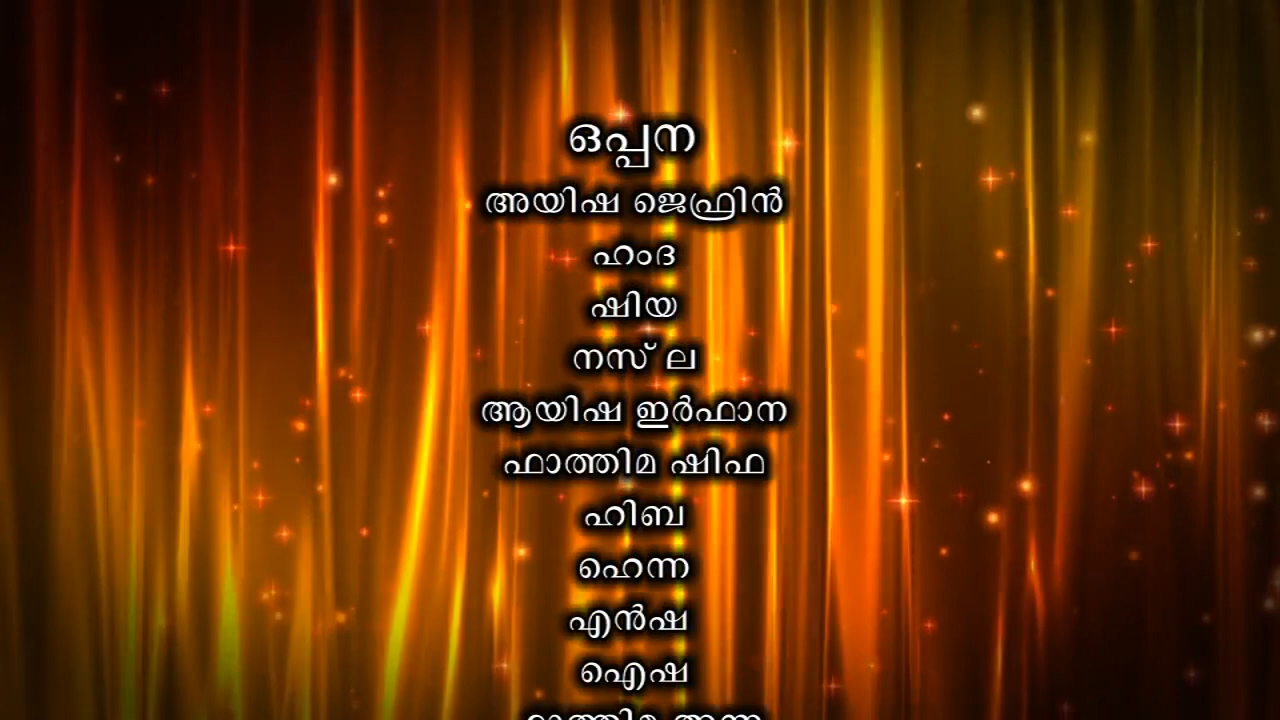 ഒപ്പന
അയിഷ ജെഫ്രിൻ
ഹംദ
ഷിയ
നസ് ല
ആയിഷ ഇർഫാന
ഫാത്തിമ ഷിഫ
ഹിബ
ഹെന്ന
എൻഷ
ഐഷ